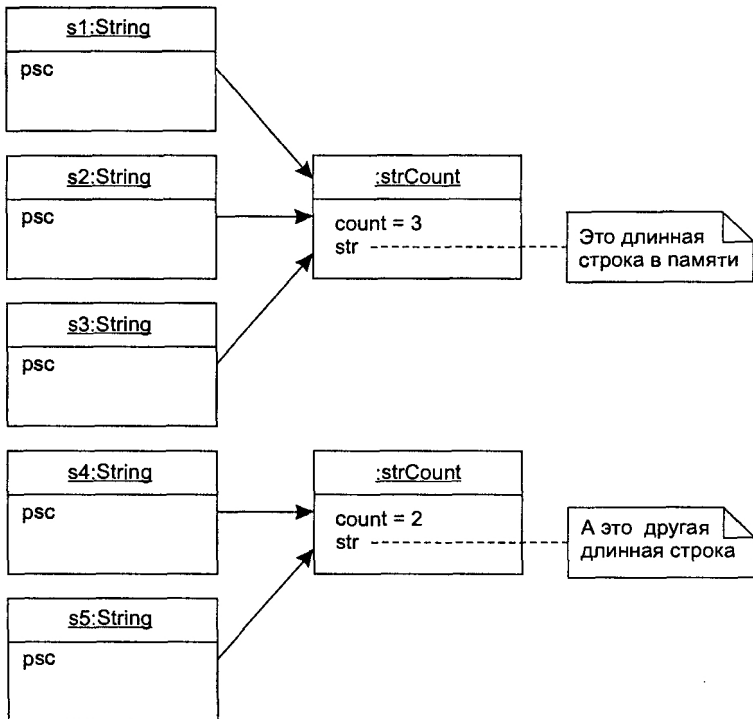 s1:String
psc
s2:String
psc
:strCount
count = 3
str
Это длинная
строка в памяти
s3:String
psc
s4:String
psc
:strCount
count = 2
str
А это другая
длинная строка
s5:String
psc